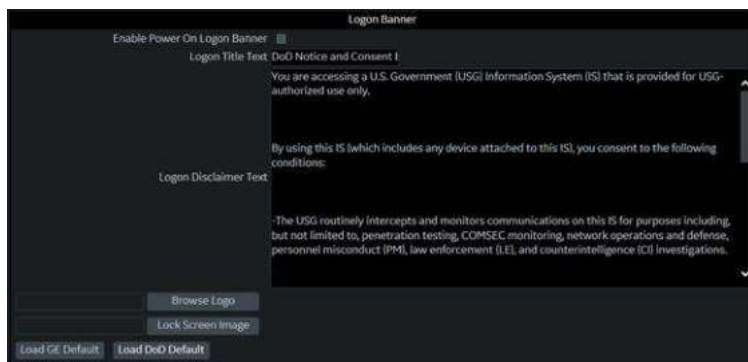 Logon Banner
Enable Power On Logon Banner
Logon Title Text DoD Notice and Consent
You are accessing a U.S. Government (USG) Information System (IS) that is provided for USG-
authorized use only.
By using this IS (which includes any device attached to this IS), you consent to the following
conditions:
Logon Disclaimer Text
-The USG routinely intercepts and monitors communications on this IS for purposes including,
but not limited to, penetration testing, COMSEC monitoring, network operations and defense,
personnel misconduct (PM), law enforcement (LE), and counterintelligence (CI) investigations.
Browse Logo
Lock Screen Image
Load GE Default Load DoD Default